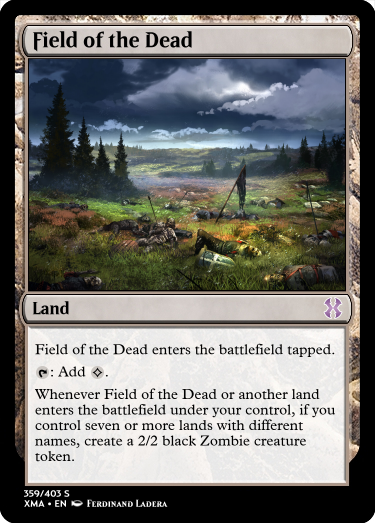 Field of the Dead
Land
Field of the Dead enters the battlefield tapped.
: Add .
Whenever Field of the Dead or another land
enters the battlefield under your control, if you
control seven or more lands with different
names, create a 2/2 black Zombie creature
token.
359/403 S
XMA • EN Ferdinand Ladera